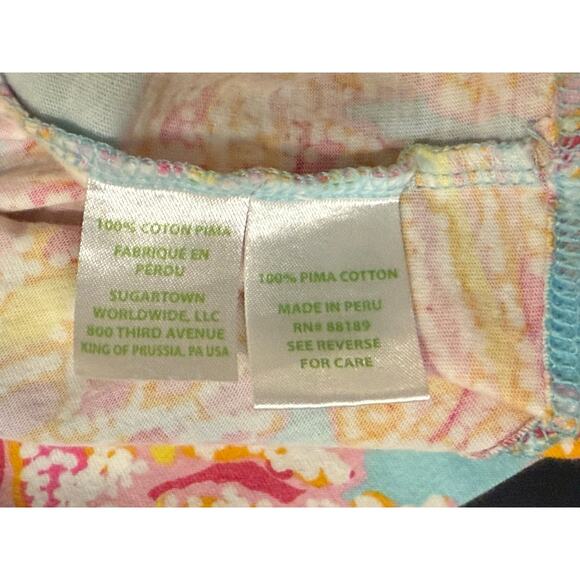 100% COTON PIMA
FABRIQUÉ EN
PÉROU
SUGARTOWN
WORLDWIDE, LLC
800 THIRD AVENUE
KING OF PRUSSIA, PA USA
100% PIMA COTTON
MADE IN PERU
RN# 88189
SEE REVERSE
FOR CARE